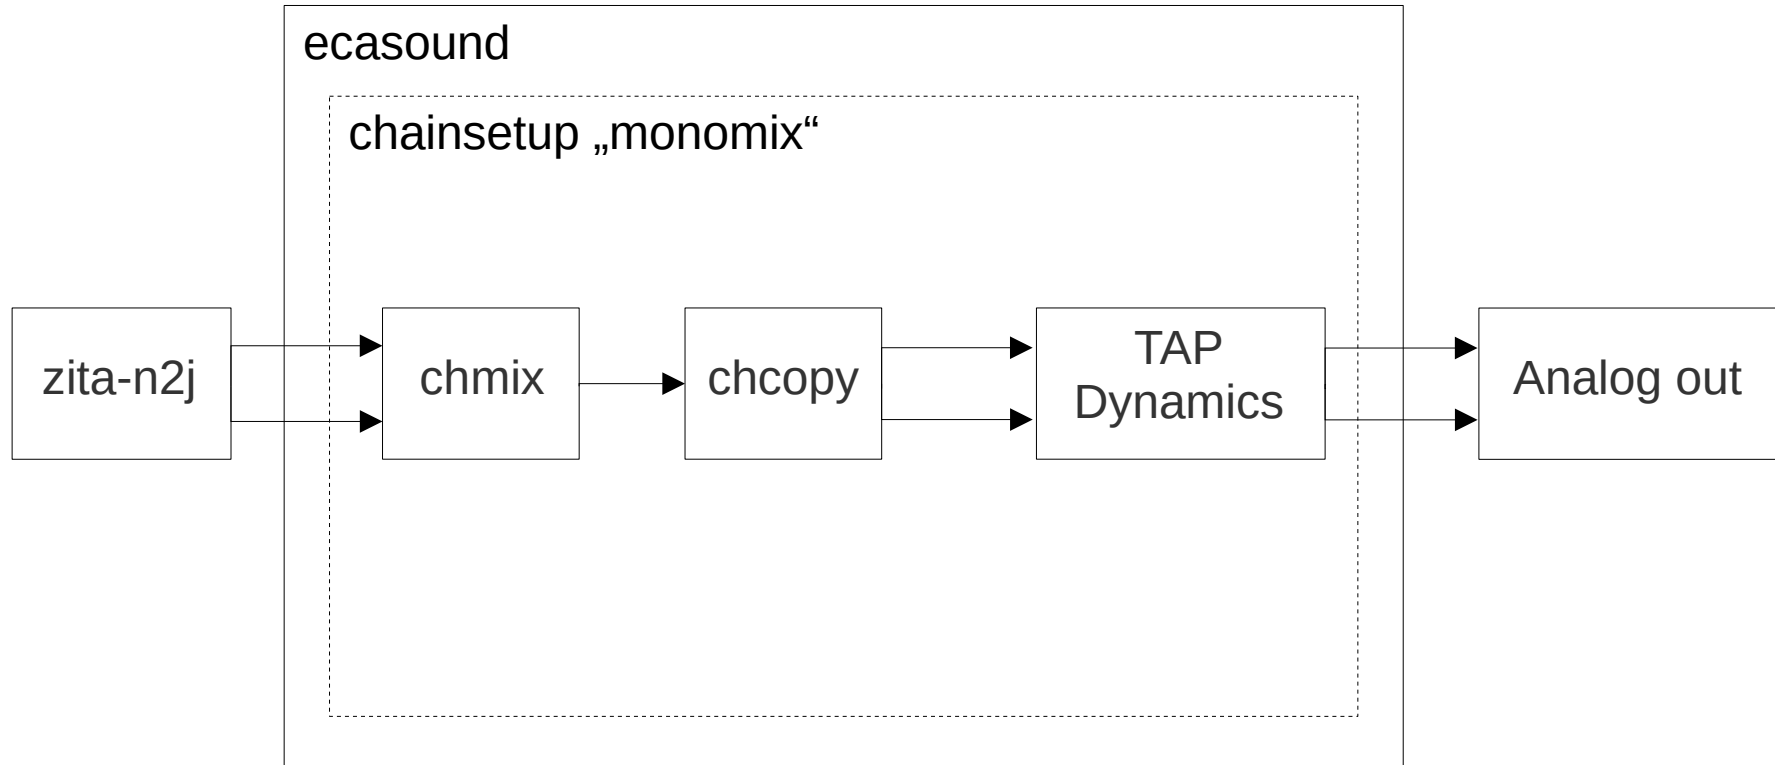 ecasound
chainsetup „monomix“
zita-n2j
chmix
chcopy
TAP
Dynamics
Analog out